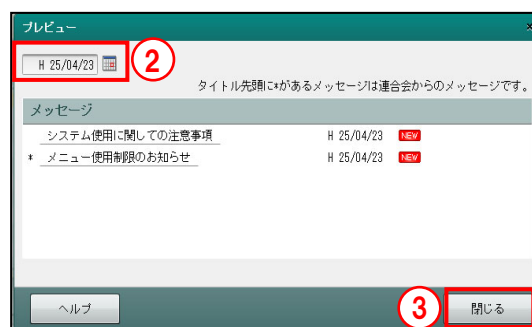 プレビュー
H 25/04/23
②
タイトル先頭に*があるメッセージは連合会からのメッセージです。
メッセージ
システム使用に関しての注意事項 H 25/04/23 NEW
* メニュー使用制限のお知らせ H 25/04/23 NEW
ヘルプ ③ 閉じる